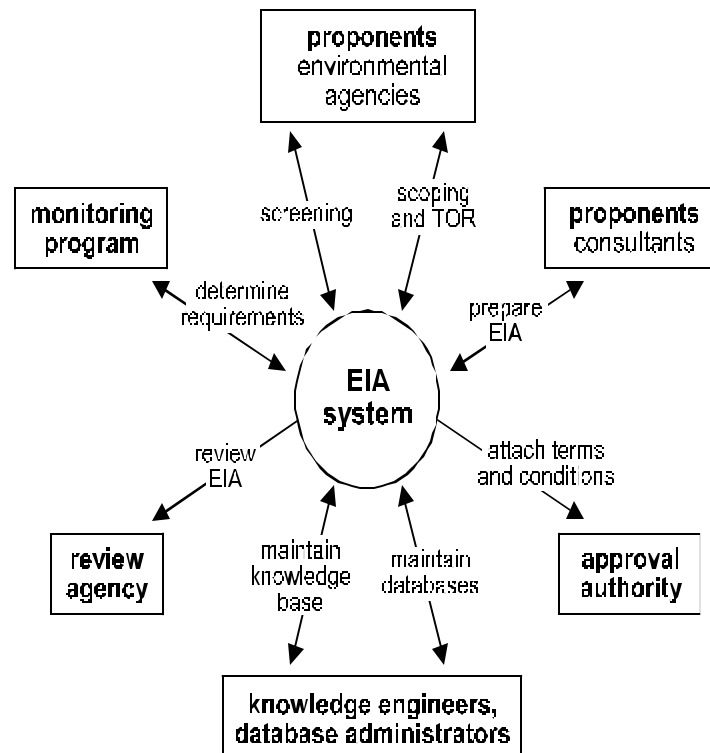 proponents
environmental
agencies
screening
scoping
and TOR
monitoring
program
proponents
consultants
determine
requirements
prepare
EIA
EIA
system
review
EIA
attach terms
and conditions
review
agency
maintain
knowledge
base
maintain
databases
approval
authority
knowledge engineers,
database administrators